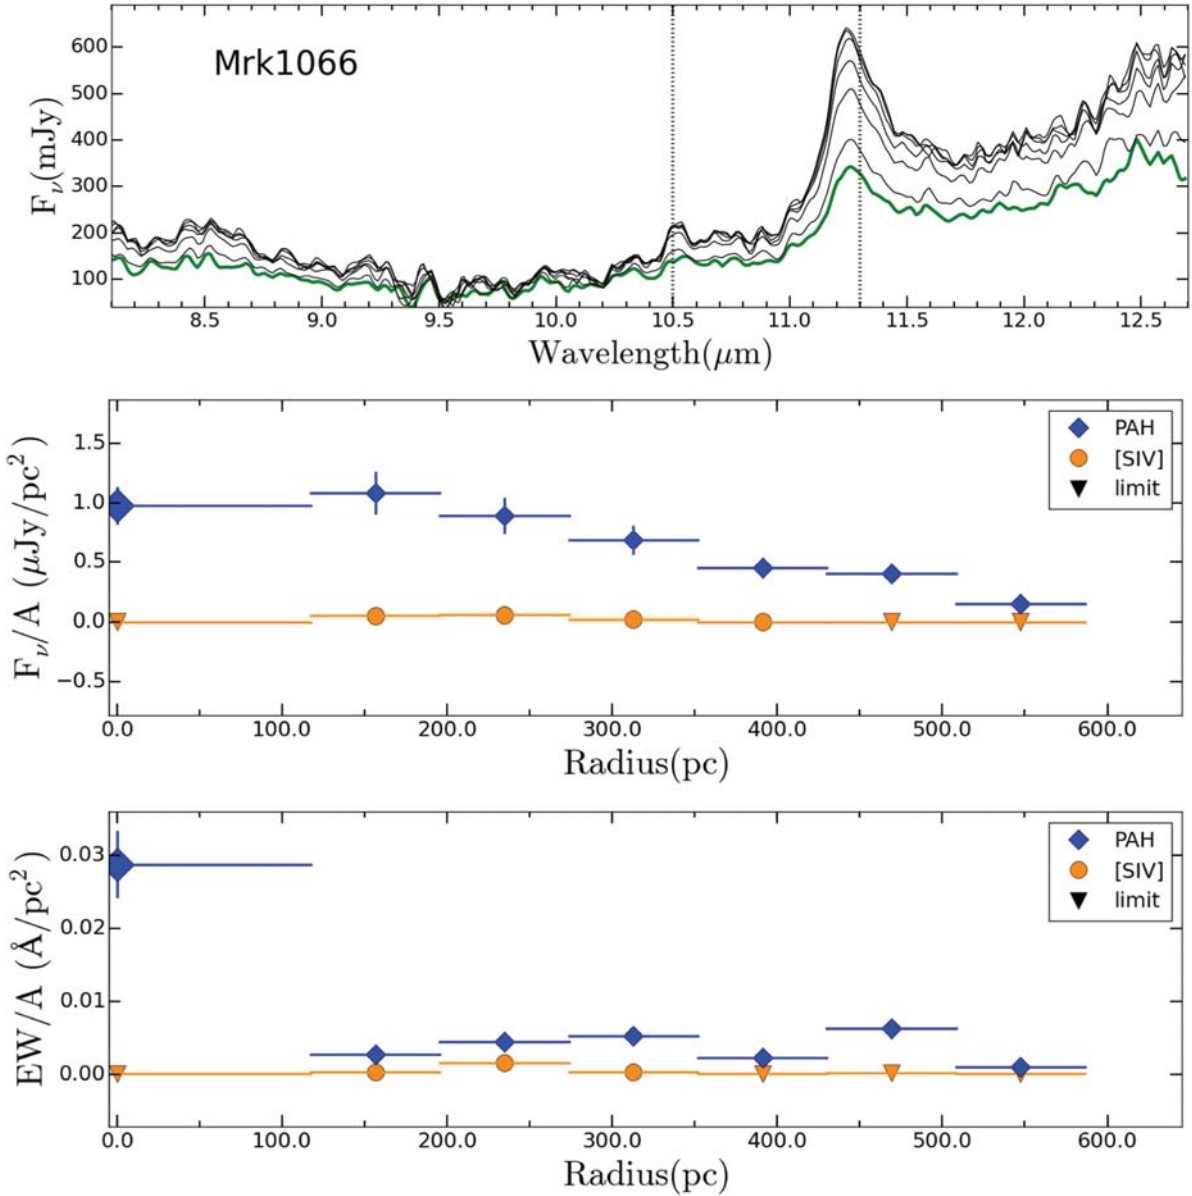 Mrk1066
F_ν(mJy)
600
500
400
300
200
100
8.5 9.0 9.5 10.0 10.5 11.0 11.5 12.0 12.5
Wavelength(μm)
F_ν/A (μJy/pc²)
1.5
1.0
0.5
0.0
−0.5
PAH
[SIV]
limit
0.0 100.0 200.0 300.0 400.0 500.0 600.0
Radius(pc)
EW/A (Å/pc²)
0.03
0.02
0.01
0.00
PAH
[SIV]
limit
0.0 100.0 200.0 300.0 400.0 500.0 600.0
Radius(pc)